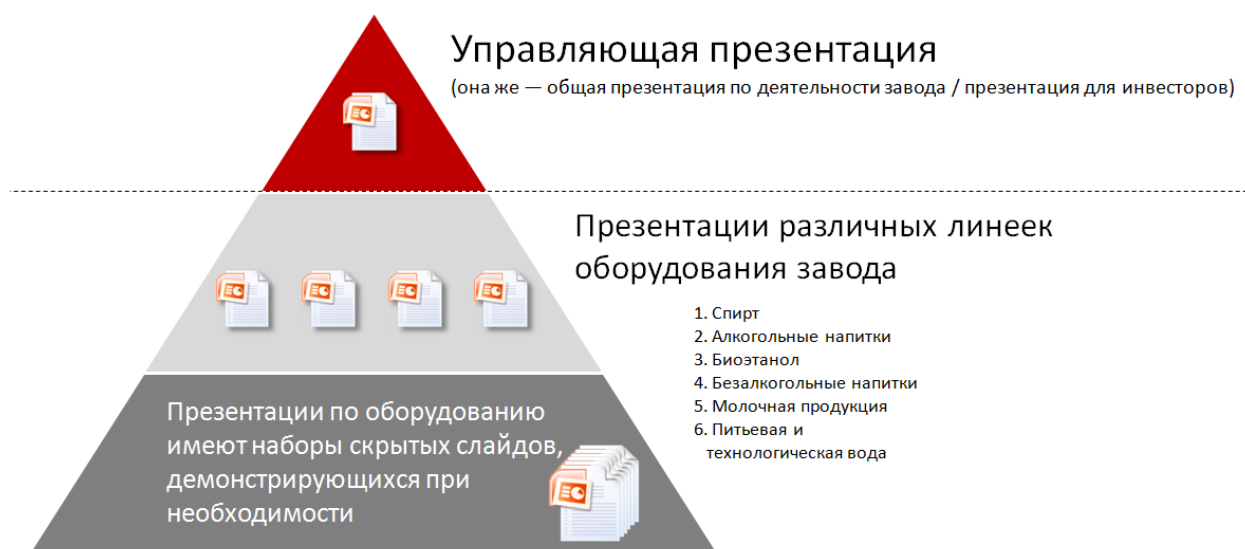 Управляющая презентация
(она же — общая презентация по деятельности завода / презентация для инвесторов)
Презентации различных линеек
оборудования завода
1. Спирт
2. Алкогольные напитки
3. Биоэтанол
4. Безалкогольные напитки
5. Молочная продукция
6. Питьевая и
технологическая вода
Презентации по оборудованию
имеют наборы скрытых слайдов,
демонстрирующихся при
необходимости